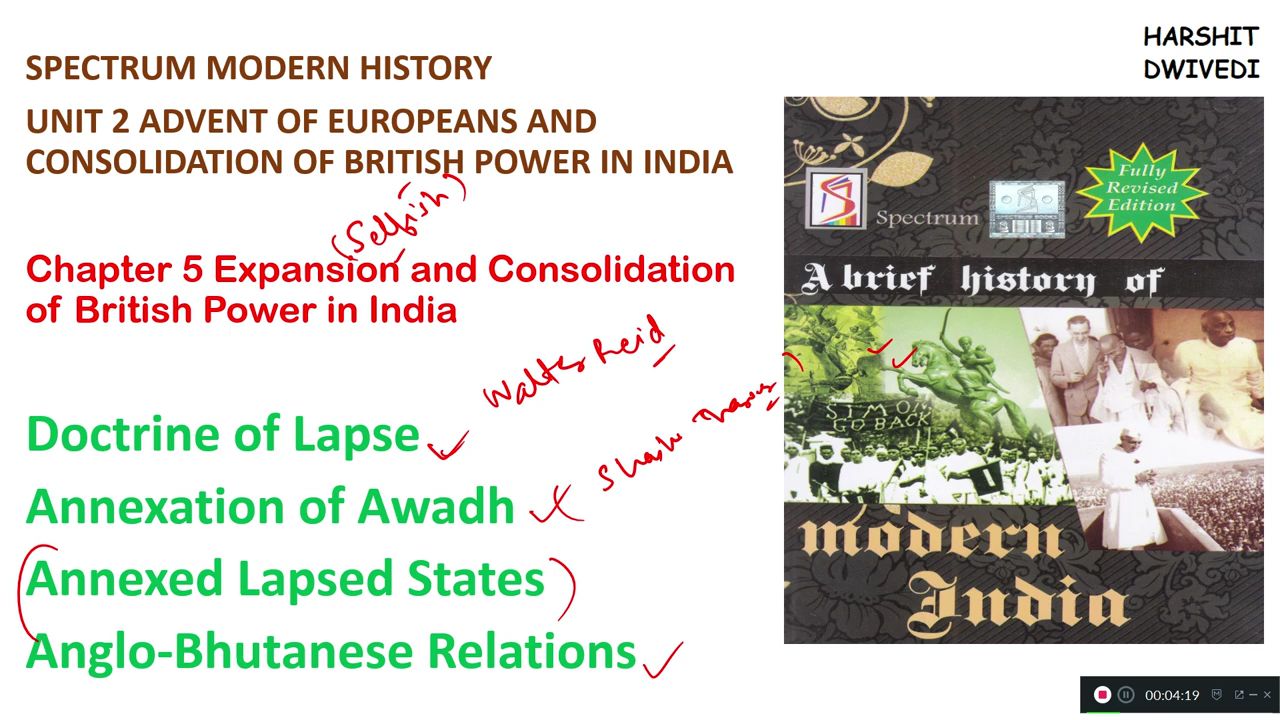 HARSHIT
DWIVEDI
SPECTRUM MODERN HISTORY
UNIT 2 ADVENT OF EUROPEANS AND
CONSOLIDATION OF BRITISH POWER IN INDIA
(Selfish)
Chapter 5 Expansion and Consolidation
of British Power in India
Walter Reid
Doctrine of Lapse
Annexation of Awadh
Annexed Lapsed States
Anglo-Bhutanese Relations
Fully
Revised
Edition
Spectrum
SPECTRUM BOOKS
A brief history of
SIMON
GO BACK
modern
India
00:04:19